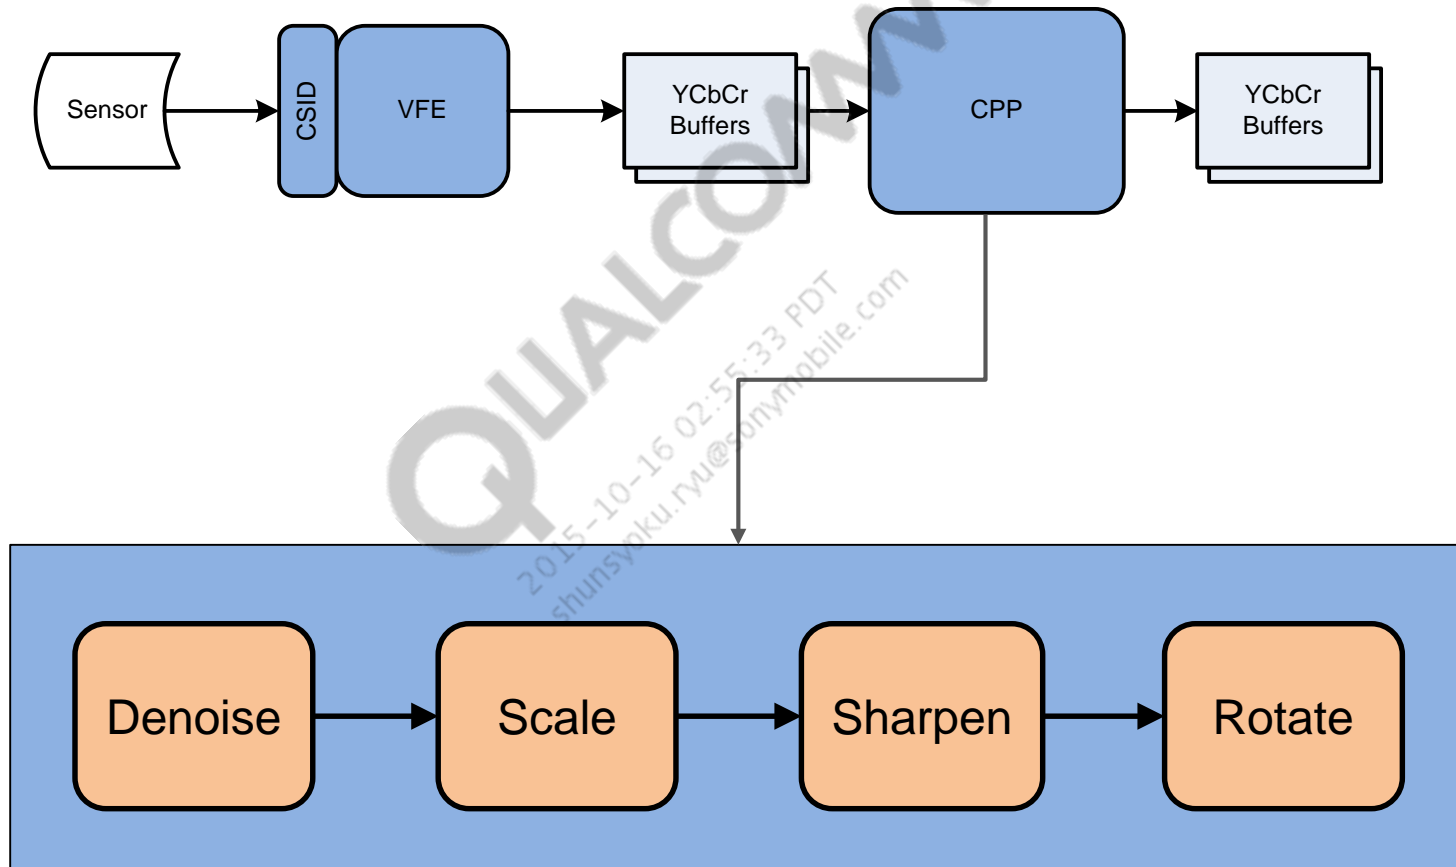 Sensor
CSID
VFE
YCbCr
Buffers
CPP
YCbCr
Buffers
QUALCOMM
2015-10-16 02:55:33 PDT
shunsyoku.ryu@sonymobile.com
Denoise
Scale
Sharpen
Rotate